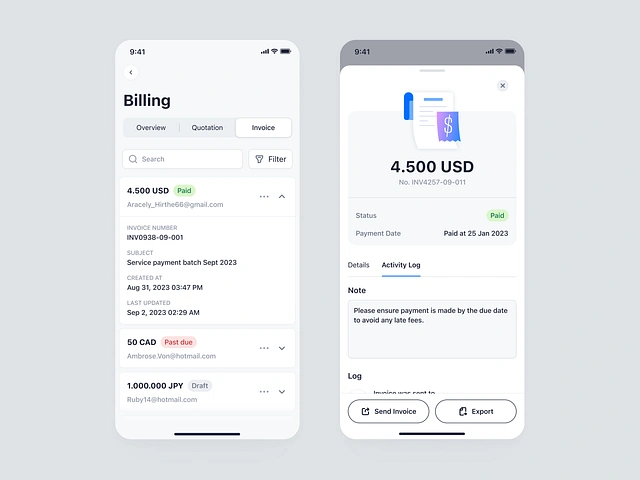 9:41
Billing
Overview
Quotation
Invoice
Search
Filter
4.500 USD Paid
Aracely_Hirthe66@gmail.com
INVOICE NUMBER
INV0938-09-001
SUBJECT
Service payment batch Sept 2023
CREATED AT
Aug 31, 2023 03:47 PM
LAST UPDATED
Sep 2, 2023 02:29 AM
50 CAD Past due
Ambrose.Von@hotmail.com
1.000.000 JPY Draft
Ruby14@hotmail.com
9:41
$
4.500 USD
No. INV4257-09-011
Status Paid
Payment Date Paid at 25 Jan 2023
Details Activity Log
Note
Please ensure payment is made by the due date
to avoid any late fees.
Log
Invoice was sent to
Send Invoice
Export